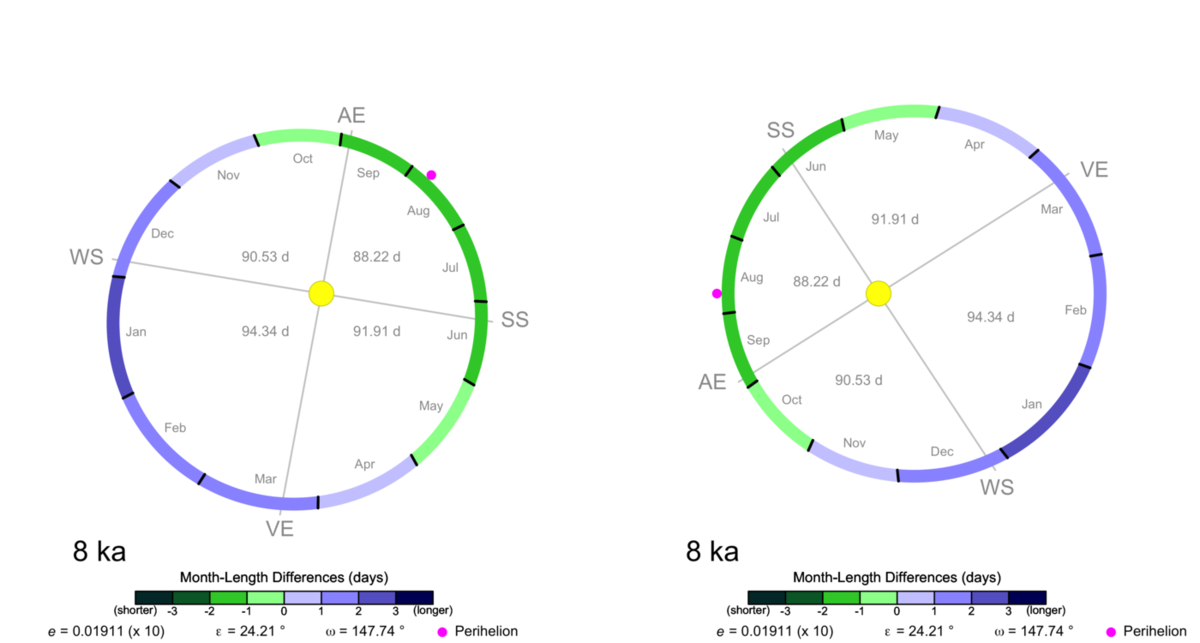 AE
Oct
Sep
Nov
Aug
Dec
Jul
WS
90.53 d
88.22 d
SS
94.34 d
91.91 d
Jan
Jun
May
Feb
Apr
Mar
VE
8 ka
Month-Length Differences (days)
(shorter) -3 -2 -1 0 1 2 3 (longer)
e = 0.01911 (x 10) ε = 24.21 ° ω = 147.74 ° Perihelion
SS
May
Apr
Jun
VE
Mar
Jul
91.91 d
Aug
88.22 d
Feb
94.34 d
Sep
AE
90.53 d
Oct
Jan
Nov
Dec
WS
8 ka
Month-Length Differences (days)
(shorter) -3 -2 -1 0 1 2 3 (longer)
e = 0.01911 (x 10) ε = 24.21 ° ω = 147.74 ° Perihelion